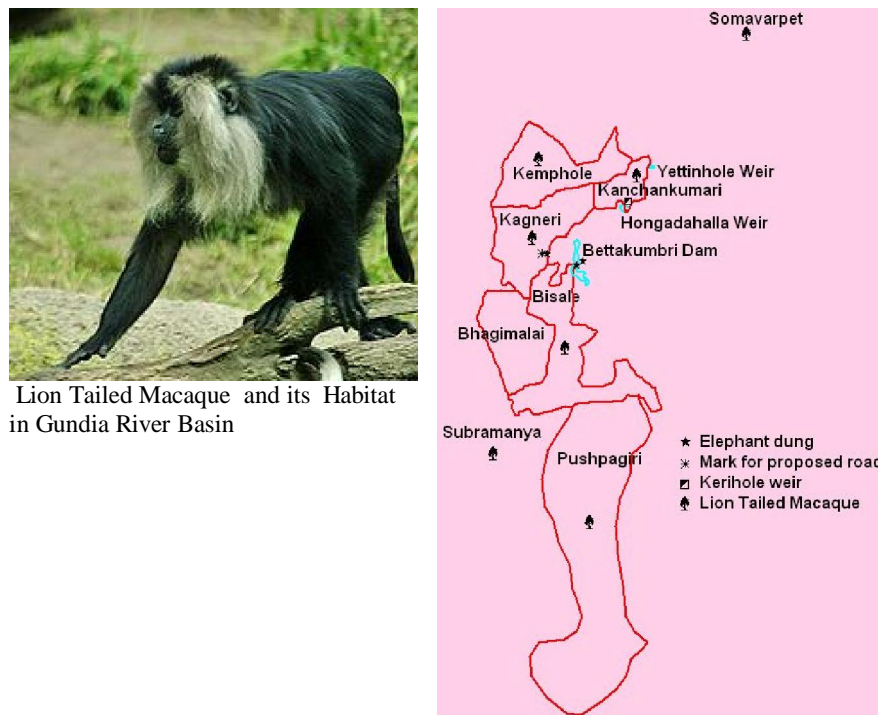 Lion Tailed Macaque and its Habitat
in Gundia River Basin
Somavarpet
Kemphole
Yettinhole Weir
Kanchankumari
Kagneri
Hongadahalla Weir
Bettakumbri Dam
Bisale
Bhagimalai
Subramanya
Pushpagiri
Elephant dung
Mark for proposed road
Kerihole weir
Lion Tailed Macaque